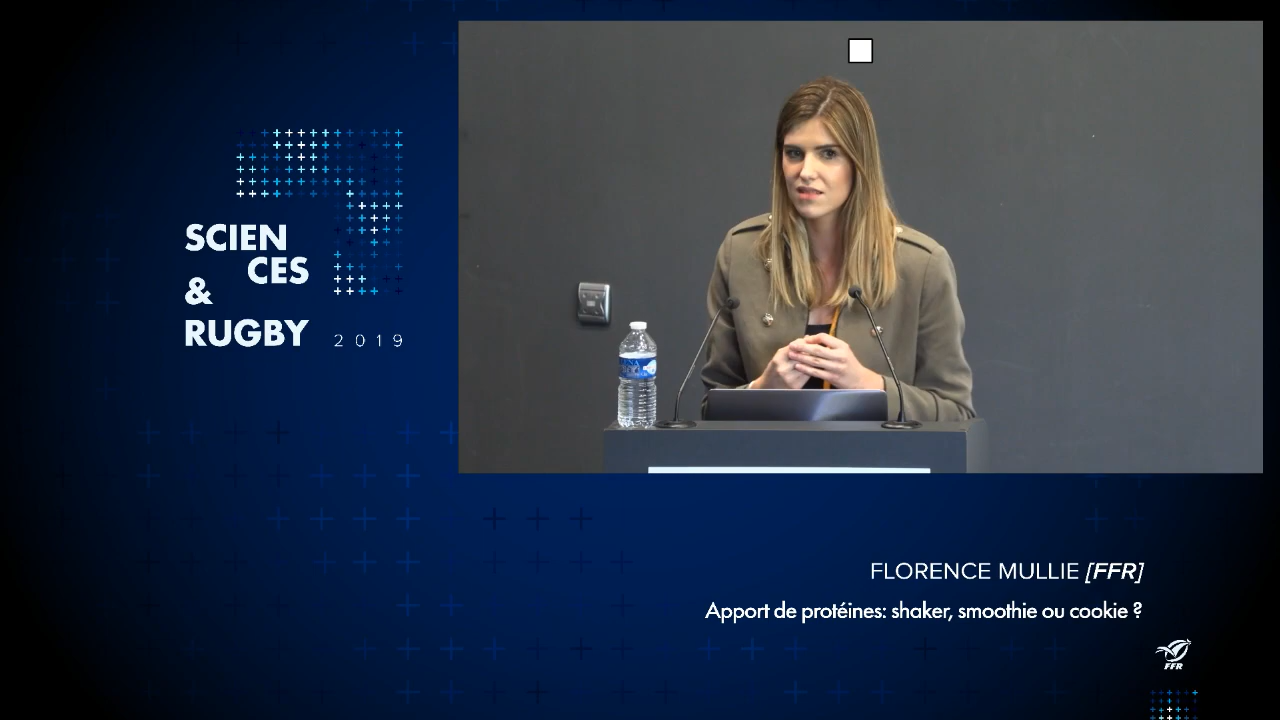 SCIEN
CES
&
RUGBY 2019
FLORENCE MULLIE [FFR]
Apport de protéines: shaker, smoothie ou cookie ?
FFR